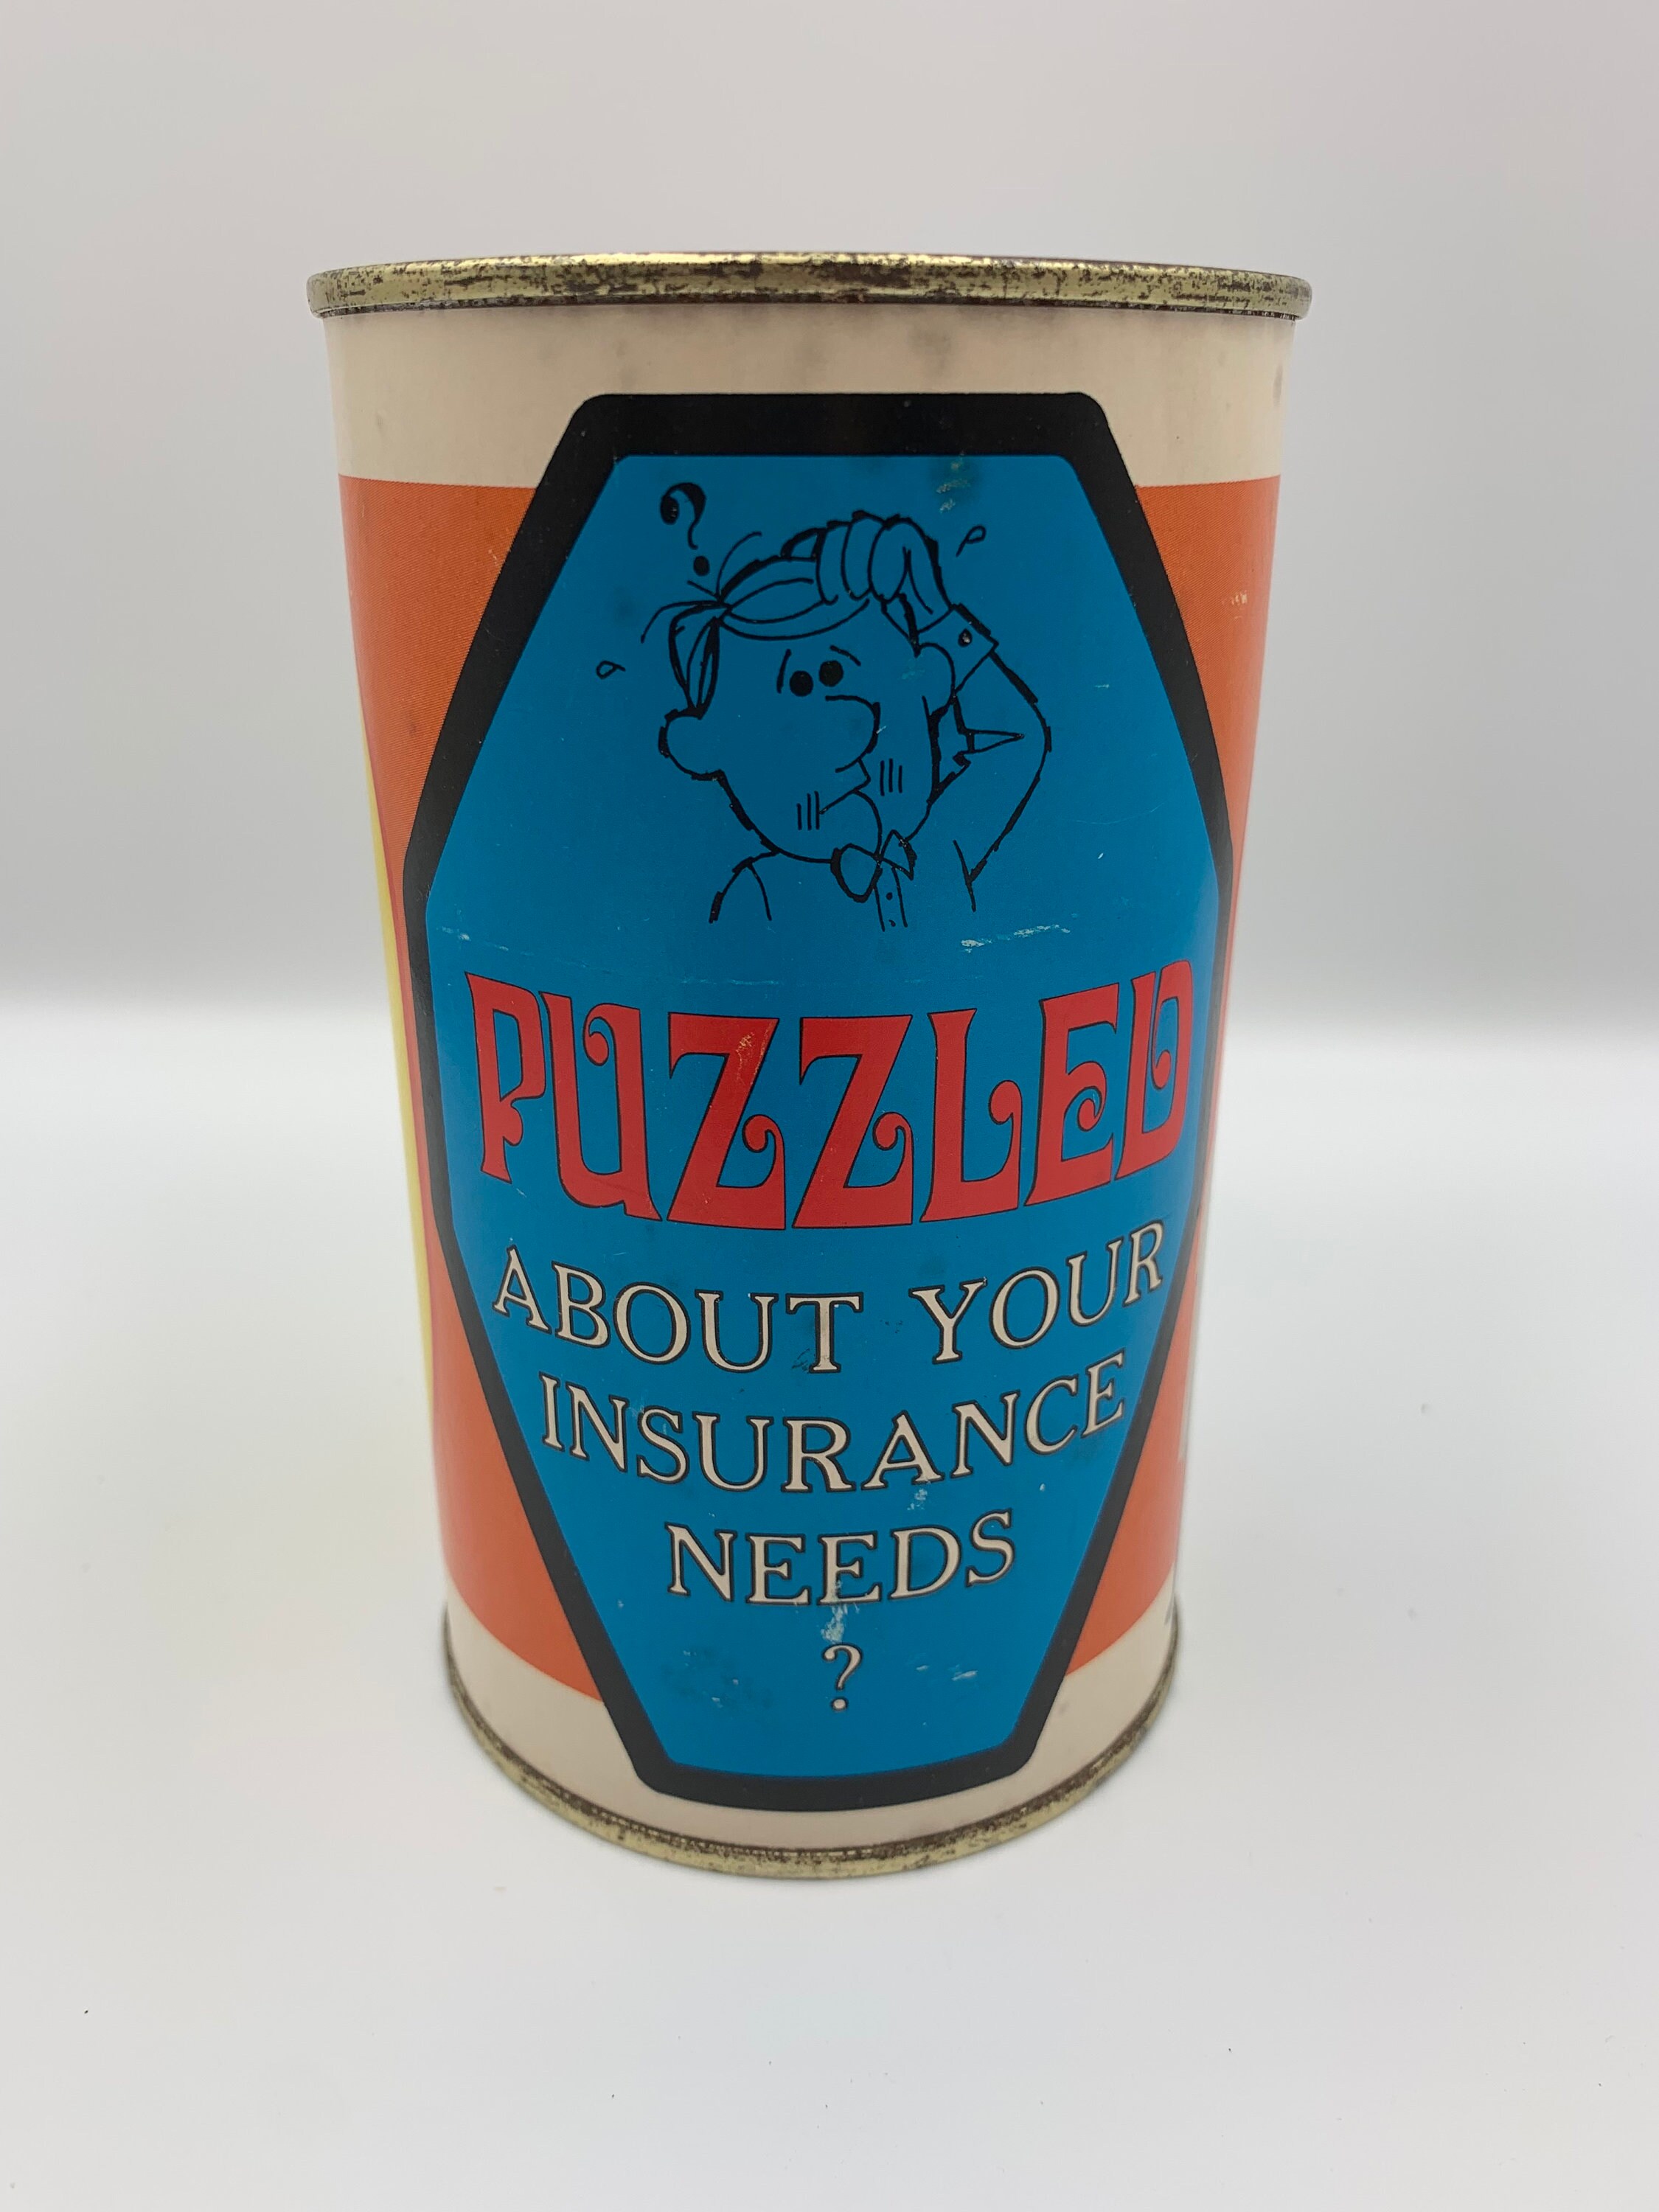 ?
PUZZLED
ABOUT YOUR
INSURANCE
NEEDS
?